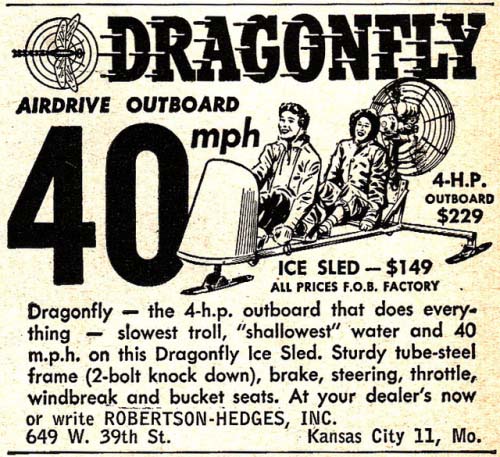 DRAGONFLY
AIRDRIVE OUTBOARD
40 mph
4-H.P.
OUTBOARD
$229
ICE SLED — $149
ALL PRICES F.O.B. FACTORY
Dragonfly — the 4-h.p. outboard that does every-
thing — slowest troll, "shallowest" water and 40
m.p.h. on this Dragonfly Ice Sled. Sturdy tube-steel
frame (2-bolt knock down), brake, steering, throttle,
windbreak and bucket seats. At your dealer's now
or write ROBERTSON-HEDGES, INC.
649 W. 39th St. Kansas City 11, Mo.